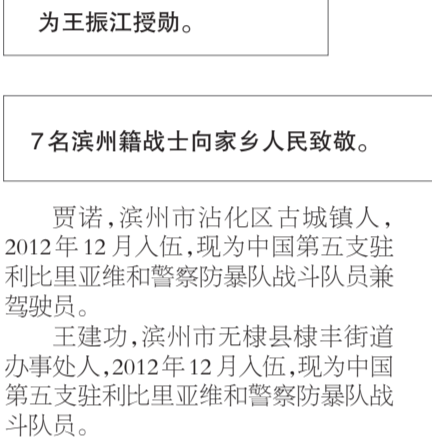 为王振江授勋。
7名滨州籍战士向家乡人民致敬。
贾诺,滨州市沾化区古城镇人,
2012年12月入伍,现为中国第五支驻
利比里亚维和警察防暴队战斗队员兼
驾驶员。
王建功,滨州市无棣县棣丰街道
办事处人,2012年12月入伍,现为中国
第五支驻利比里亚维和警察防暴队战
斗队员。